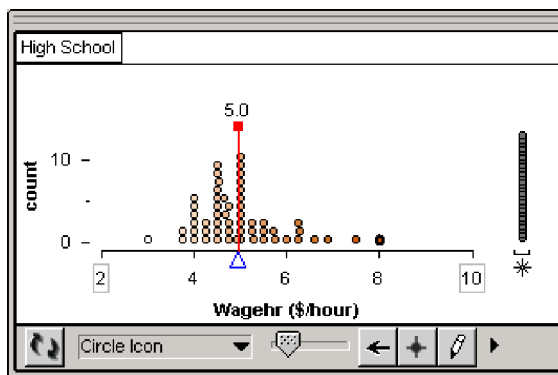 High School
5.0
10
count
0
2 4 6 8 10
Wagehr ($/hour)
Circle Icon